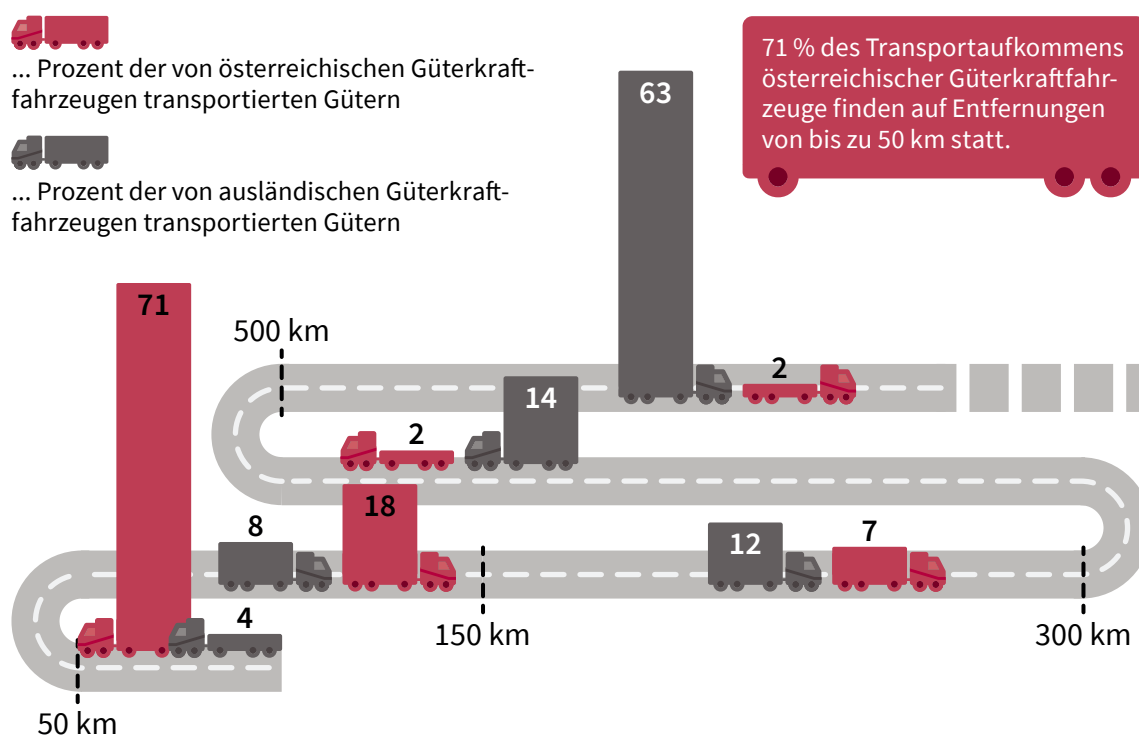 ... Prozent der von österreichischen Güterkraft-
fahrzeugen transportierten Gütern
... Prozent der von ausländischen Güterkraft-
fahrzeugen transportierten Gütern
71 % des Transportaufkommens
österreichischer Güterkraftfahr-
zeuge finden auf Entfernungen
von bis zu 50 km statt.
63
71
500 km
2
14
2
18
8
12
7
4
150 km
300 km
50 km